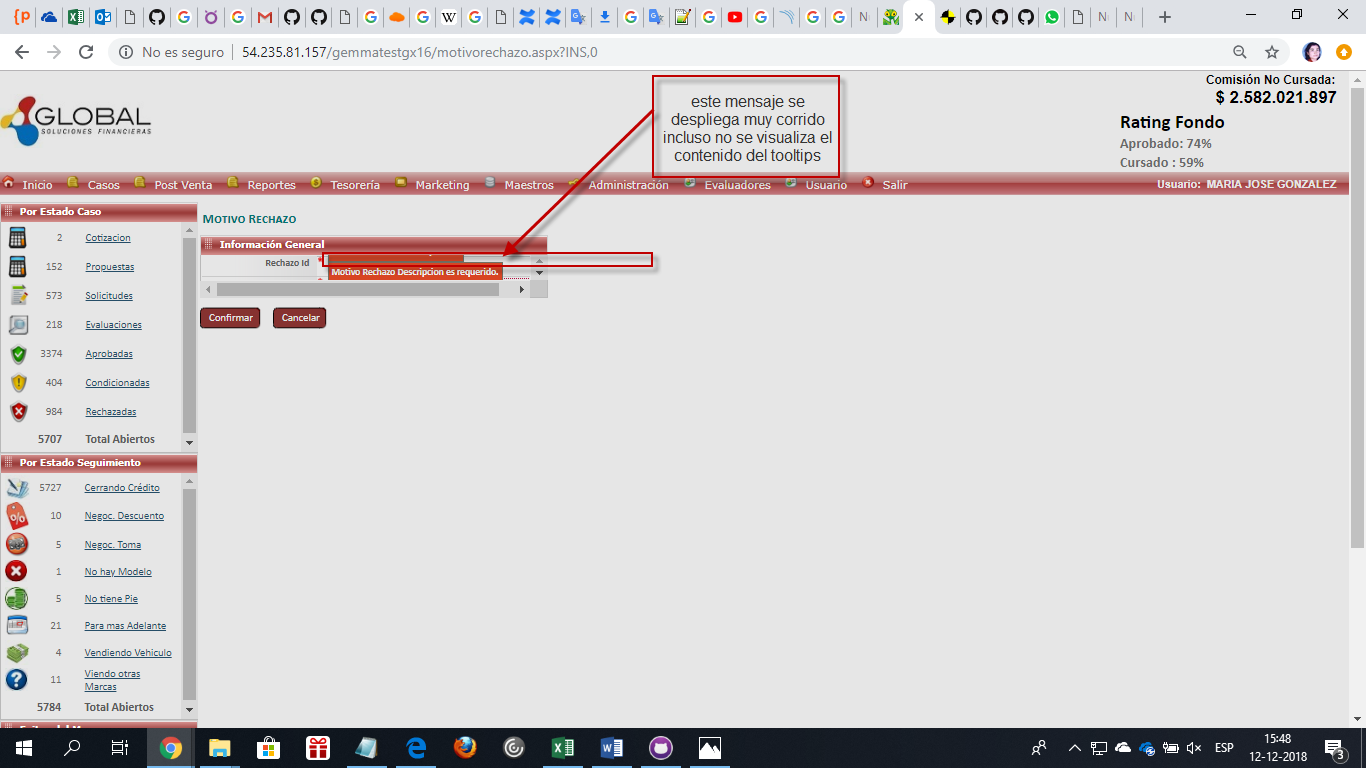 No es seguro
54.235.81.157/gemmatestgx16/motivorechazo.aspx?INS,0
GLOBAL
SOLUCIONES FINANCIERAS
este mensaje se
despliega muy corrido
incluso no se visualiza el
contenido del tooltips
Comisión No Cursada:
$ 2.582.021.897
Rating Fondo
Aprobado: 74%
Cursado : 59%
Inicio Casos Post Venta Reportes Tesorería Marketing Maestros Administración Evaluadores Usuario Salir Usuario: MARIA JOSE GONZALEZ
Por Estado Caso
2 Cotizacion
152 Propuestas
573 Solicitudes
218 Evaluaciones
3374 Aprobadas
404 Condicionadas
984 Rechazadas
5707 Total Abiertos
Por Estado Seguimiento
5727 Cerrando Crédito
10 Negoc. Descuento
5 Negoc. Toma
1 No hay Modelo
5 No tiene Pie
21 Para mas Adelante
4 Vendiendo Vehiculo
11 Viendo otras
Marcas
5784 Total Abiertos
Motivo Rechazo
Información General
Rechazo Id
Motivo Rechazo Descripcion es requerido.
Confirmar Cancelar
ESP
15:48
12-12-2018
3